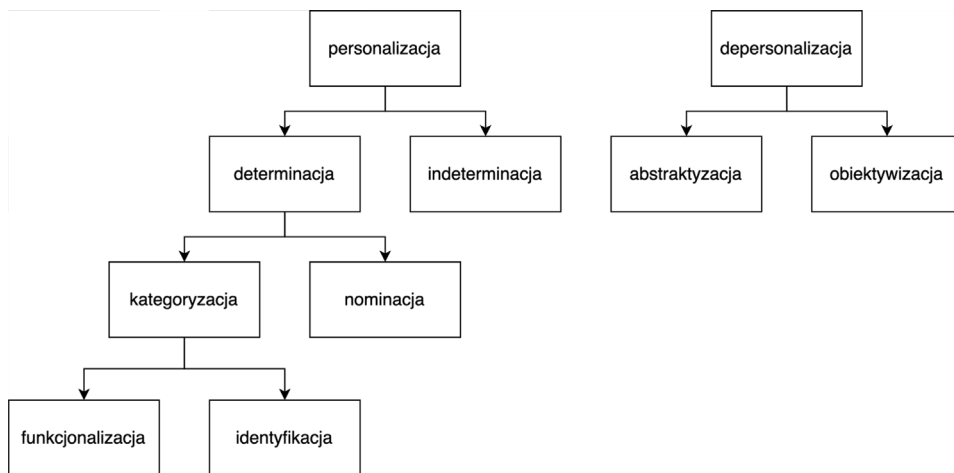 personalizacja
depersonalizacja
determinacja
indeterminacja
abstraktyzacja
obiektywizacja
kategoryzacja
nominacja
funkcjonalizacja
identyfikacja